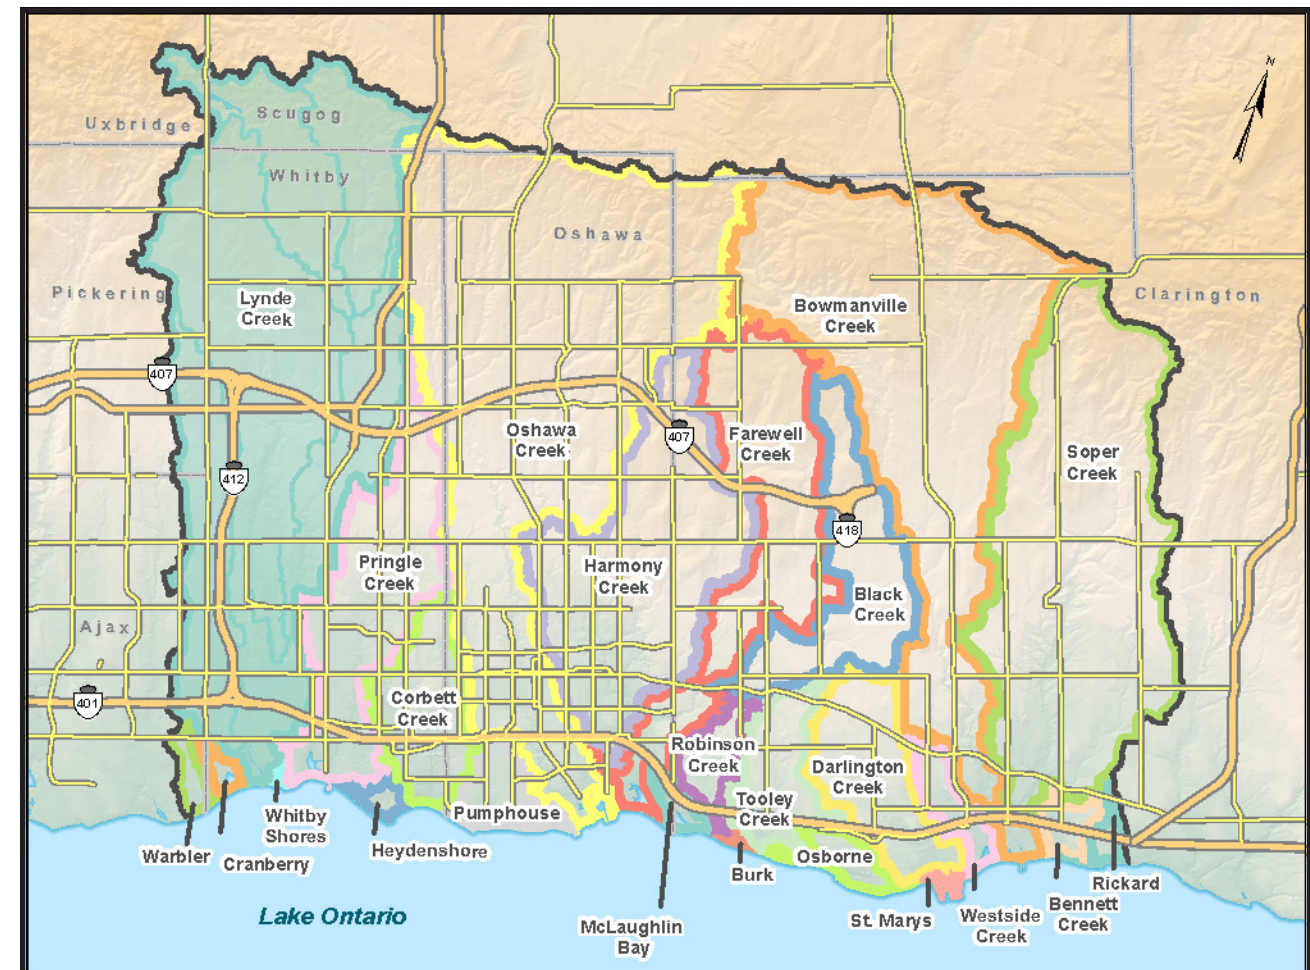 N
Uxbridge
Scugog
Whitby
Oshawa
Pickering
Clarington
Lynde
Creek
Bowmanville
Creek
407
412
Oshawa
Creek
407
Farewell
Creek
Soper
Creek
418
Pringle
Creek
Harmony
Creek
Black
Creek
Ajax
401
Corbett
Creek
Robinson
Creek
Darlington
Creek
Tooley
Creek
Whitby
Shores
Pumphouse
Warbler
Cranberry
Heydenshore
Osborne
Burk
Rickard
Lake Ontario
McLaughlin
Bay
St. Marys
Westside
Creek
Bennett
Creek